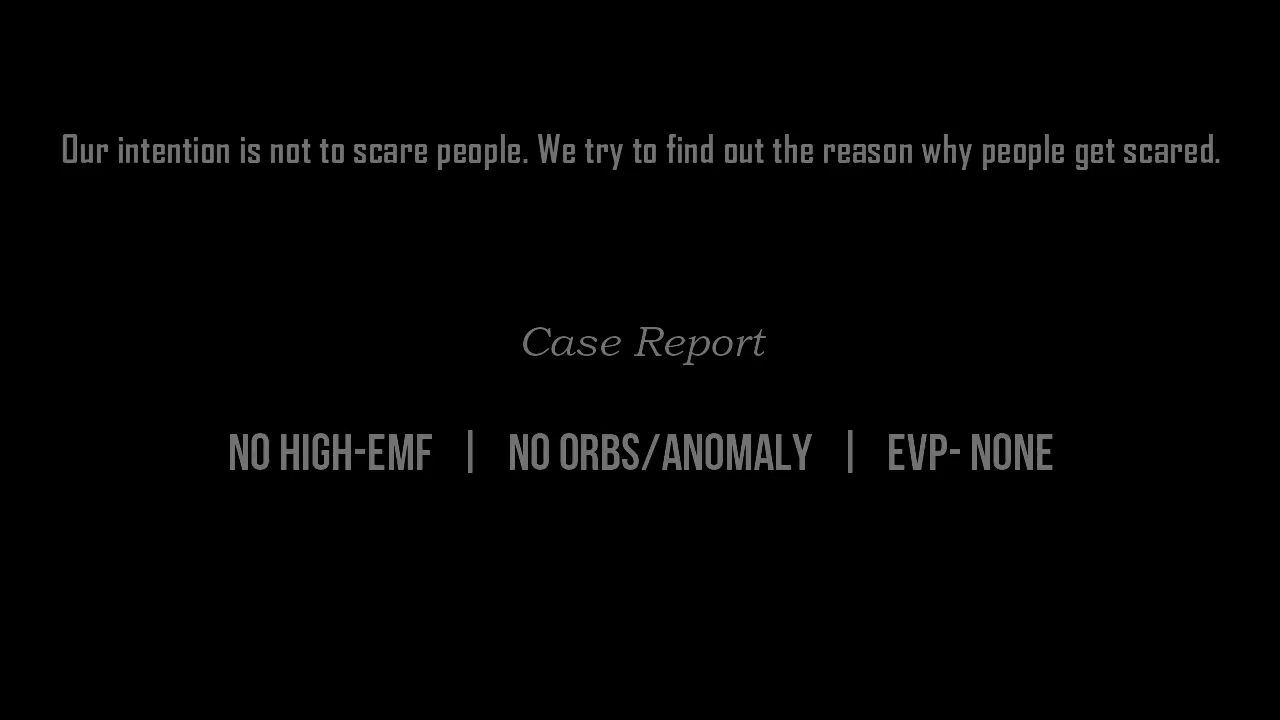 Our intention is not to scare people. We try to find out the reason why people get scared.
Case Report
NO HIGH-EMF | NO ORBS/ANOMALY | EVP- NONE